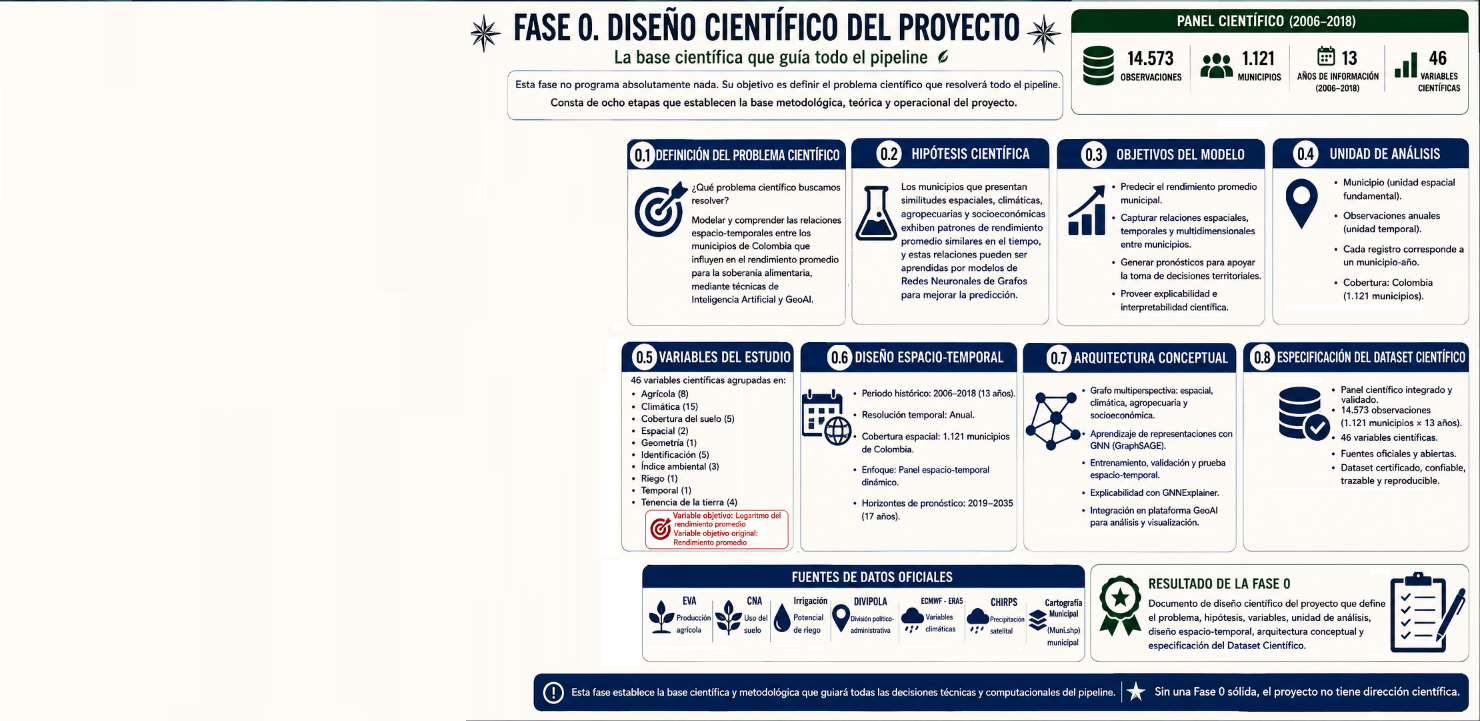 FASE 0. DISEÑO CIENTÍFICO DEL PROYECTO
La base científica que guía todo el pipeline
Esta fase no programa absolutamente nada. Su objetivo es definir el problema científico que resolverá todo el pipeline.
Consta de ocho etapas que establecen la base metodológica, teórica y operacional del proyecto.
PANEL CIENTÍFICO (2006–2018)
14.573
OBSERVACIONES
1.121
MUNICIPIOS
13
AÑOS DE INFORMACIÓN
(2006–2018)
46
VARIABLES
CIENTÍFICAS
0.1 DEFINICIÓN DEL PROBLEMA CIENTÍFICO
¿Qué problema científico buscamos
resolver?
Modelar y comprender las relaciones
espacio-temporales entre los
municipios de Colombia que
influyen en el rendimiento promedio
para la soberanía alimentaria,
mediante técnicas de
Inteligencia Artificial y GeoAI.
0.2 HIPÓTESIS CIENTÍFICA
Los municipios que presentan
similitudes espaciales, climáticas,
agropecuarias y socioeconómicas
exhiben patrones de rendimiento
promedio similares en el tiempo,
y estas relaciones pueden ser
aprendidas por modelos de
Redes Neuronales de Grafos
para mejorar la predicción.
0.3 OBJETIVOS DEL MODELO
• Predecir el rendimiento promedio
municipal.
• Capturar relaciones espaciales,
temporales y multidimensionales
entre municipios.
• Generar pronósticos para apoyar
la toma de decisiones territoriales.
• Proveer explicabilidad e
interpretabilidad científica.
0.4 UNIDAD DE ANÁLISIS
• Municipio (unidad espacial
fundamental).
• Observaciones anuales
(unidad temporal).
• Cada registro corresponde a
un municipio-año.
• Cobertura: Colombia
(1.121 municipios).
0.5 VARIABLES DEL ESTUDIO
46 variables científicas agrupadas en:
• Agrícola (8)
• Climática (15)
• Cobertura del suelo (5)
• Espacial (2)
• Geometría (1)
• Identificación (5)
• Índice ambiental (3)
• Riego (1)
• Temporal (1)
• Tenencia de la tierra (4)
Variable objetivo: Logaritmo del
rendimiento promedio
Variable objetivo original:
Rendimiento promedio
0.6 DISEÑO ESPACIO-TEMPORAL
• Periodo histórico: 2006–2018 (13 años).
• Resolución temporal: Anual.
• Cobertura espacial: 1.121 municipios
de Colombia.
• Enfoque: Panel espacio-temporal
dinámico.
• Horizontes de pronóstico: 2019–2035
(17 años).
0.7 ARQUITECTURA CONCEPTUAL
• Grafo multiperspectiva: espacial,
climática, agropecuaria y
socioeconómica.
• Aprendizaje de representaciones con
GNN (GraphSAGE).
• Entrenamiento, validación y prueba
espacio-temporal.
• Explicabilidad con GNNExplainer.
• Integración en plataforma GeoAI
para análisis y visualización.
0.8 ESPECIFICACIÓN DEL DATASET CIENTÍFICO
• Panel científico integrado y
validado.
• 14.573 observaciones
(1.121 municipios × 13 años).
• 46 variables científicas.
• Fuentes oficiales y abiertas.
• Dataset certificado, confiable,
trazable y reproducible.
FUENTES DE DATOS OFICIALES
EVA
Producción
agrícola
CNA
Uso del
suelo
Irrigación
Potencial
de riego
DIVIPOLA
División político-
administrativa
ECMWF - ERA5
Variables
climáticas
CHIRPS
Precipitación
satelital
Cartografía
Municipal
(Muni.shp)
municipal
RESULTADO DE LA FASE 0
Documento de diseño científico del proyecto que define
el problema, hipótesis, variables, unidad de análisis,
diseño espacio-temporal, arquitectura conceptual y
especificación del Dataset Científico.
Esta fase establece la base científica y metodológica que guiará todas las decisiones técnicas y computacionales del pipeline.
Sin una Fase 0 sólida, el proyecto no tiene dirección científica.